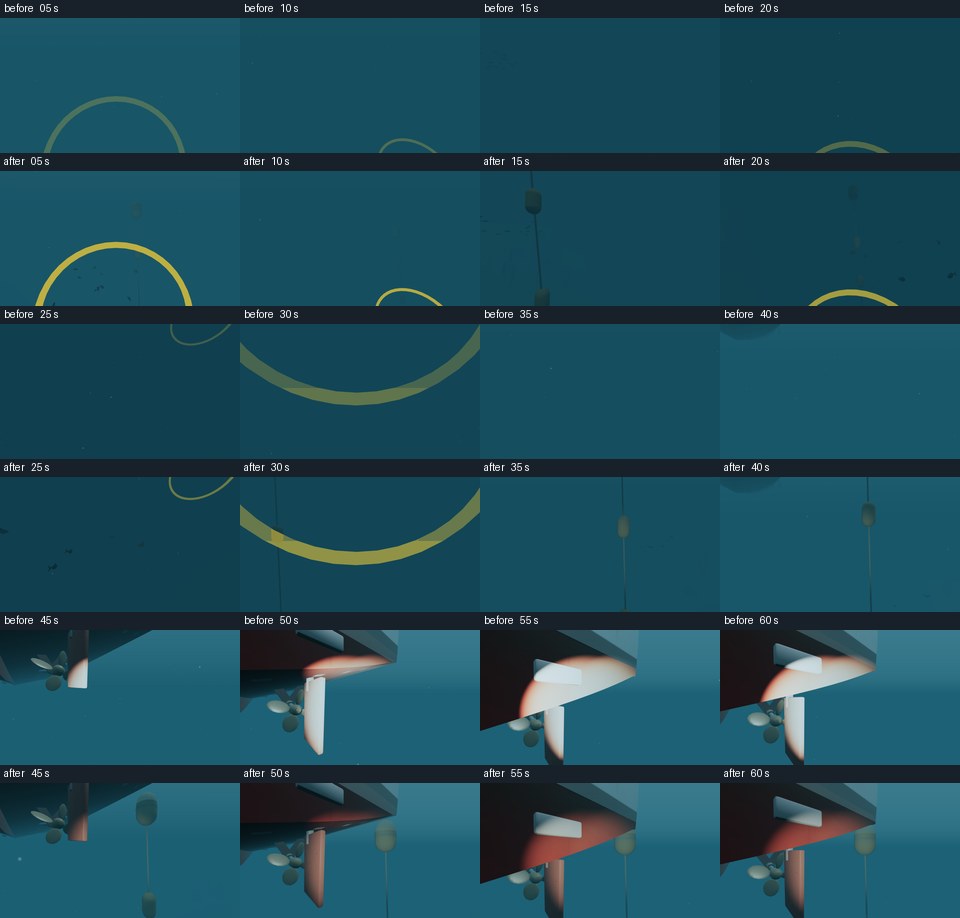 before 05 s
before 10 s
before 15 s
before 20 s
after 05 s
after 10 s
after 15 s
after 20 s
before 25 s
before 30 s
before 35 s
before 40 s
after 25 s
after 30 s
after 35 s
after 40 s
before 45 s
before 50 s
before 55 s
before 60 s
after 45 s
after 50 s
after 55 s
after 60 s